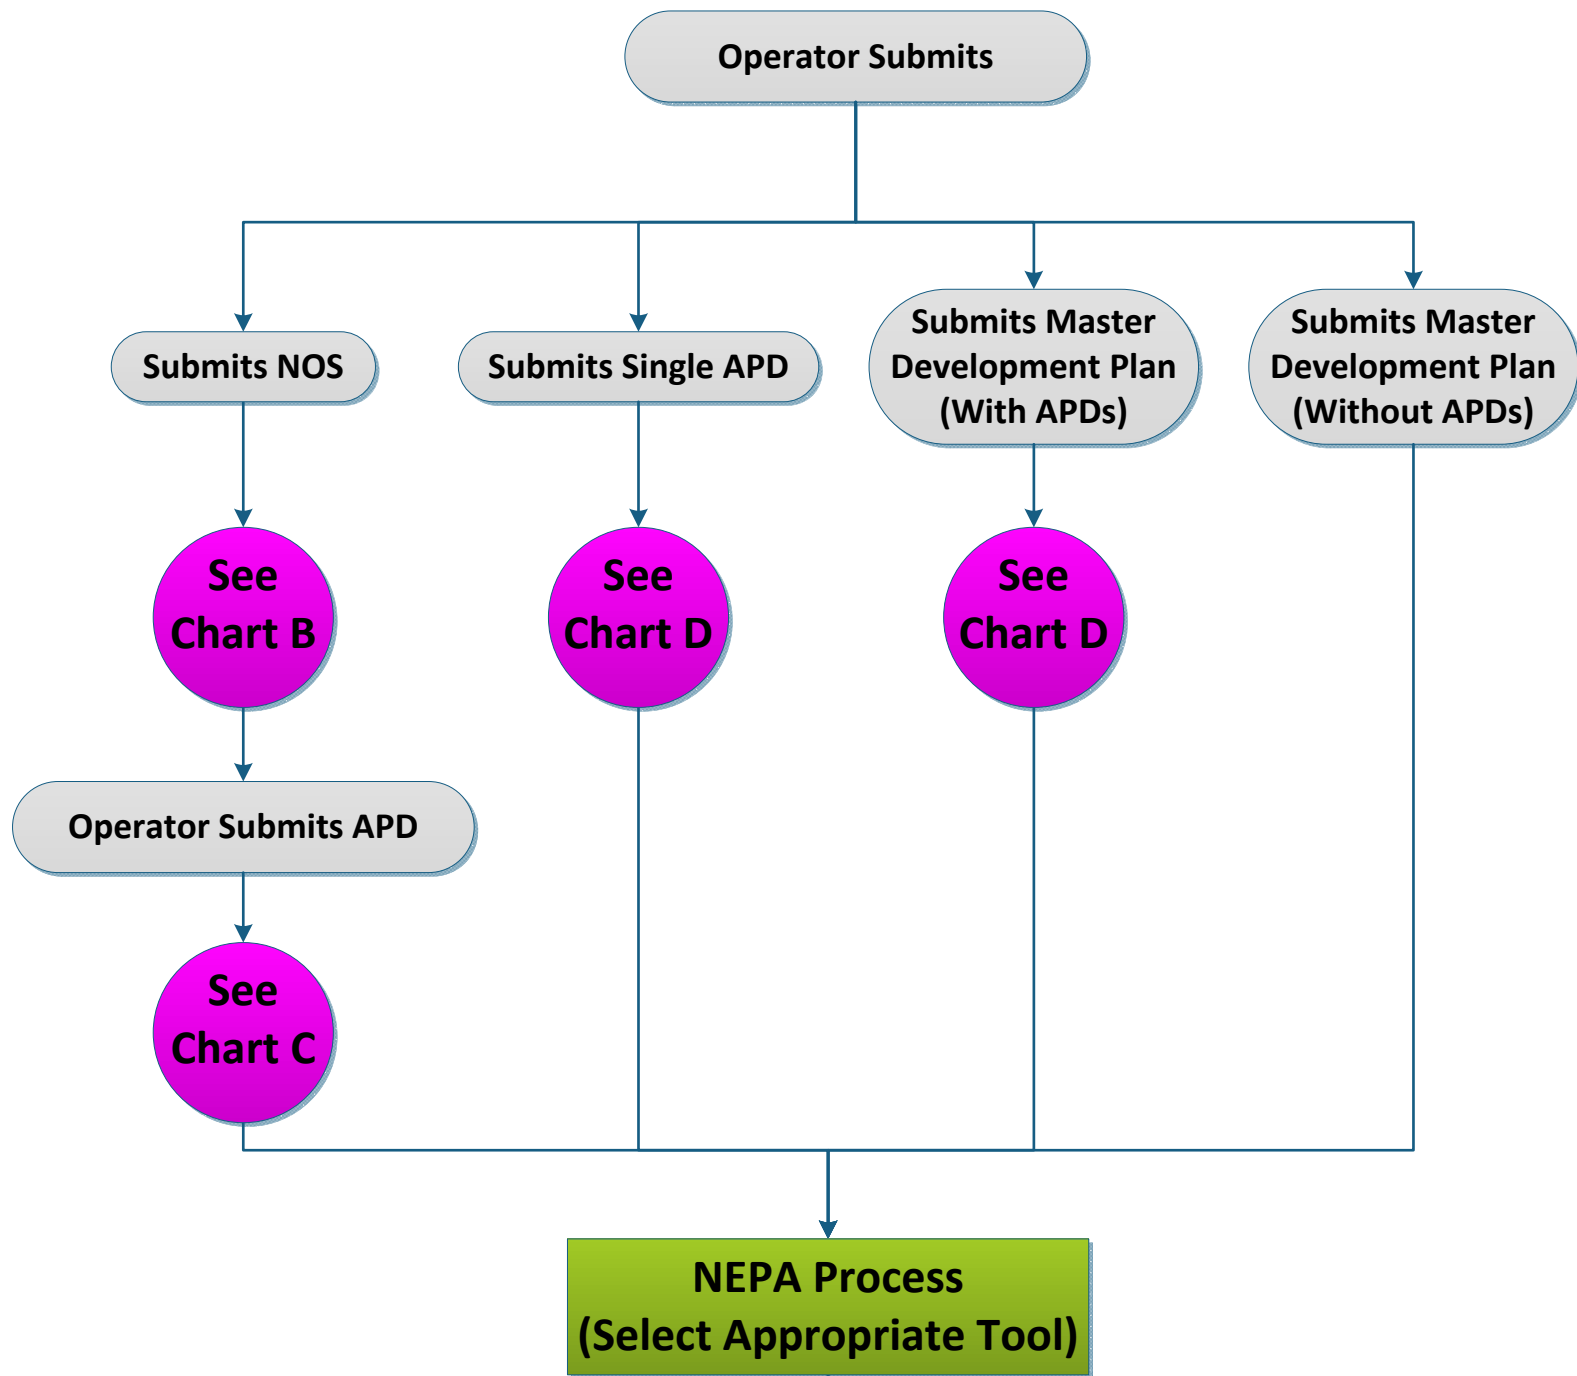 Operator Submits
Submits NOS
Submits Single APD
Submits Master
Development Plan
(With APDs)
Submits Master
Development Plan
(Without APDs)
See
Chart B
See
Chart D
See
Chart D
Operator Submits APD
See
Chart C
NEPA Process
(Select Appropriate Tool)